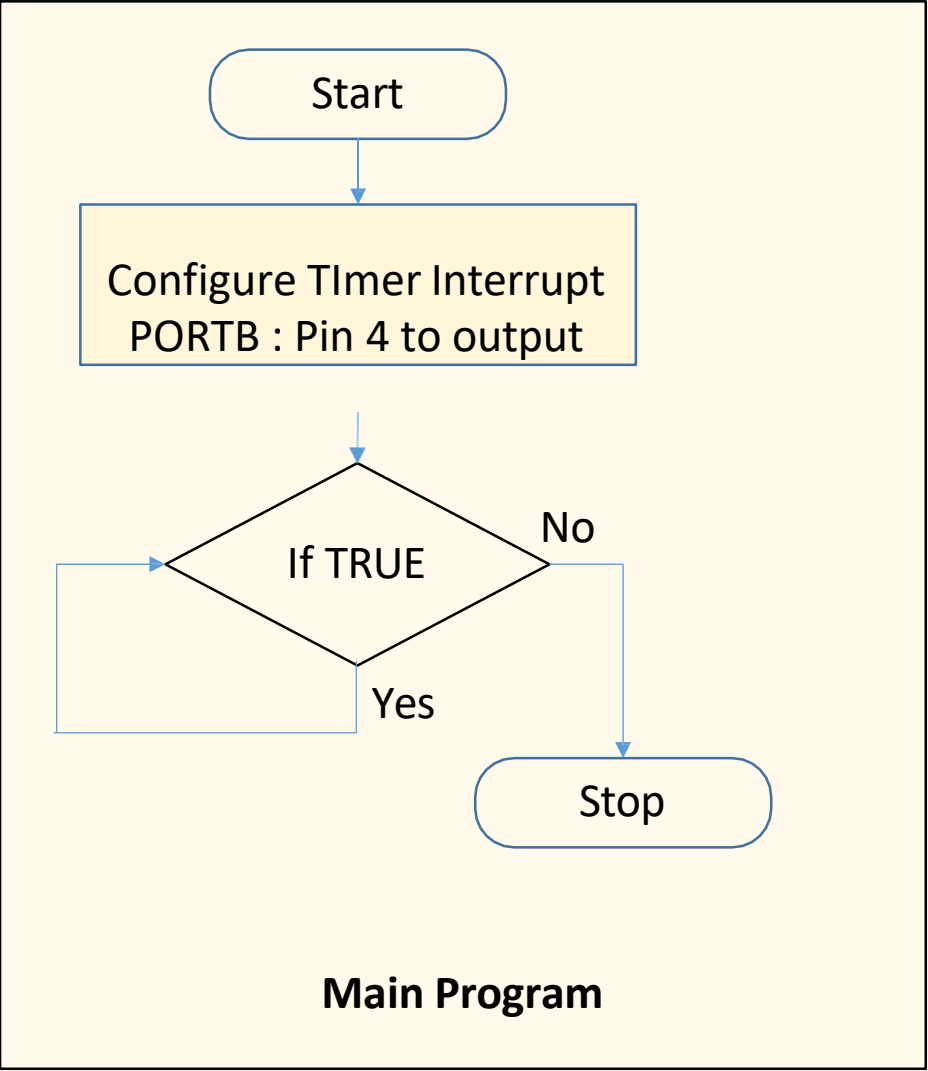 Start
Configure TImer Interrupt
PORTB : Pin 4 to output
If TRUE
No
Yes
Stop
Main Program